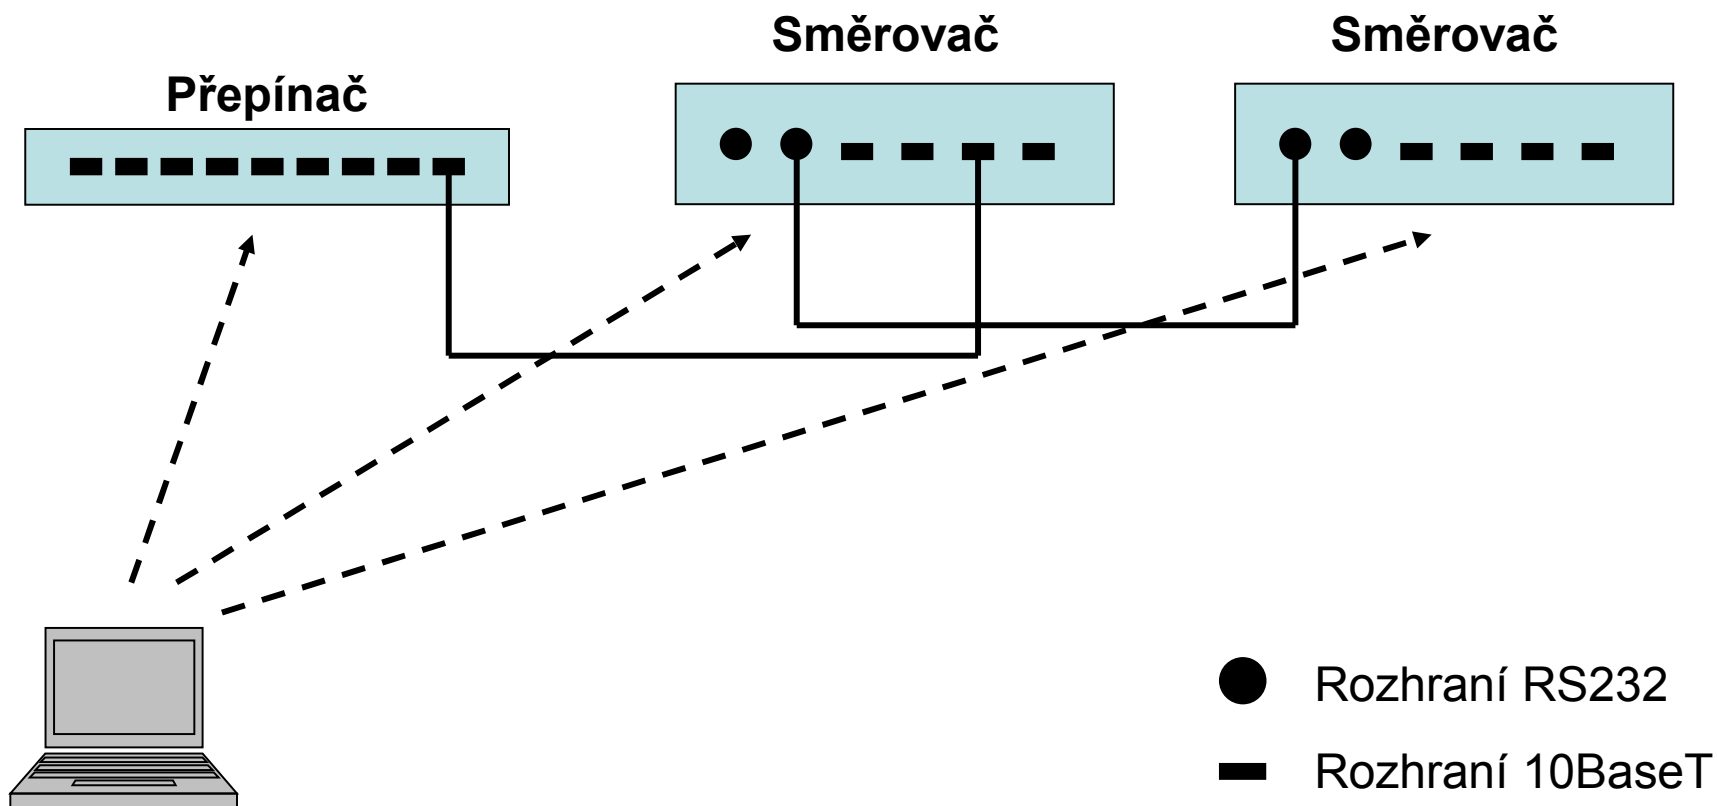 Směrovač
Směrovač
Přepínač
Rozhraní RS232
Rozhraní 10BaseT